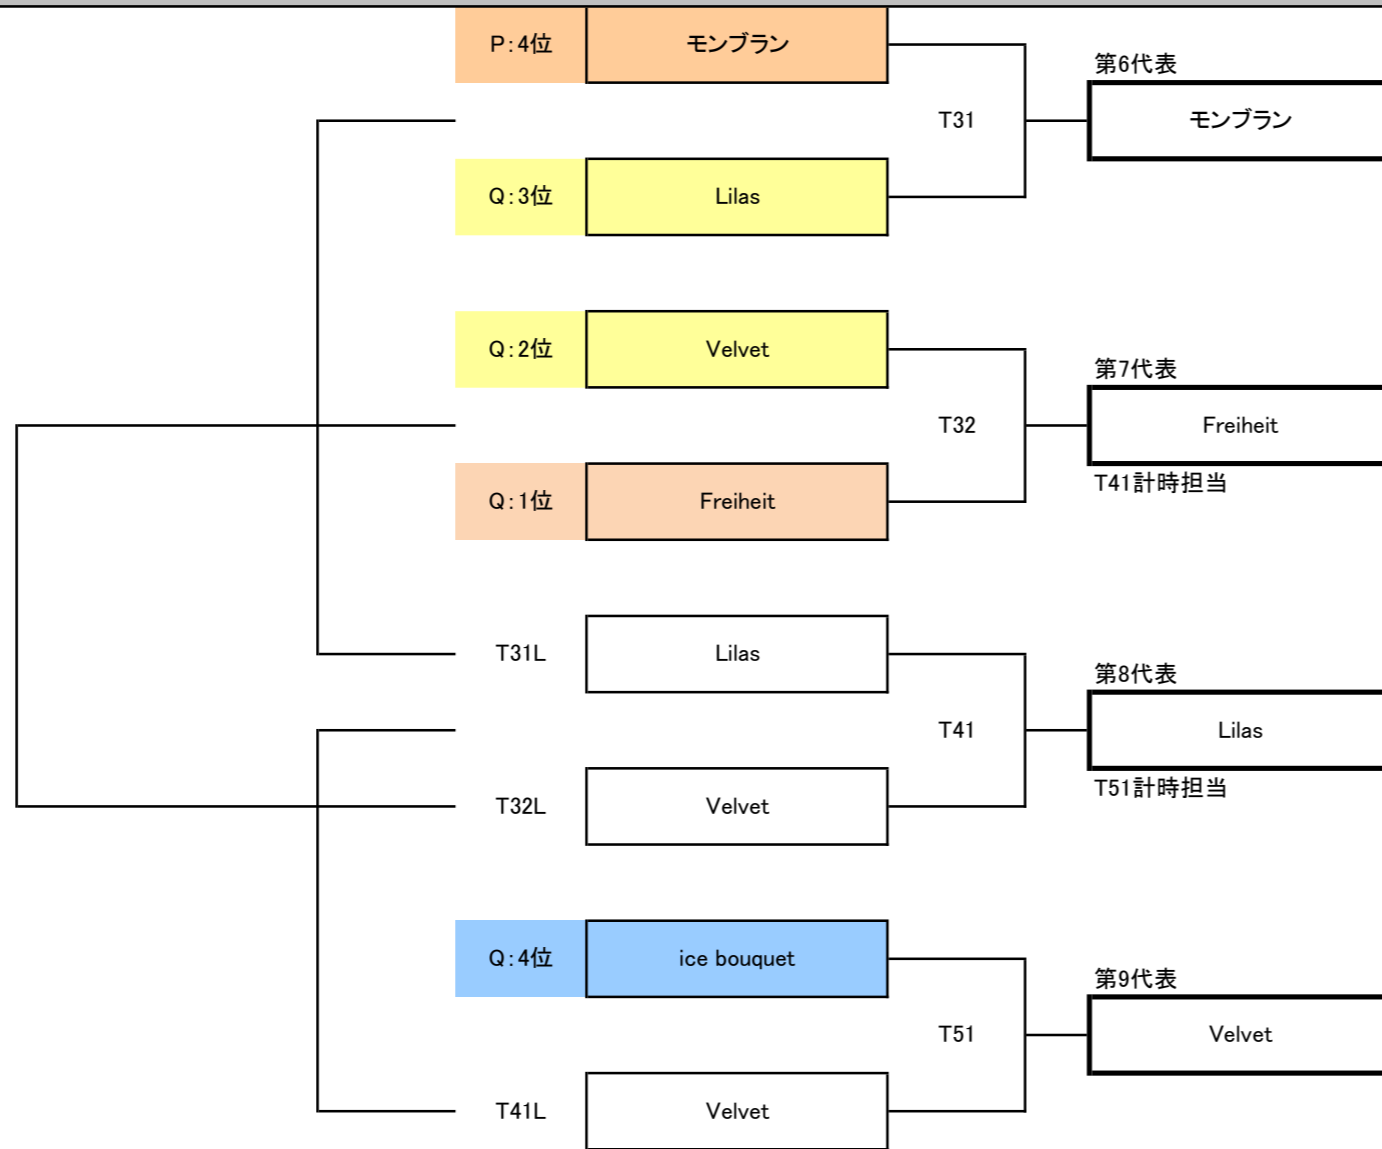 P:4位
モンブラン
第6代表
T31
モンブラン
Q:3位
Lilas
Q:2位
Velvet
第7代表
T32
Freiheit
T41計時担当
Q:1位
Freiheit
T31L
Lilas
第8代表
T41
Lilas
T51計時担当
T32L
Velvet
Q:4位
ice bouquet
第9代表
T51
Velvet
T41L
Velvet